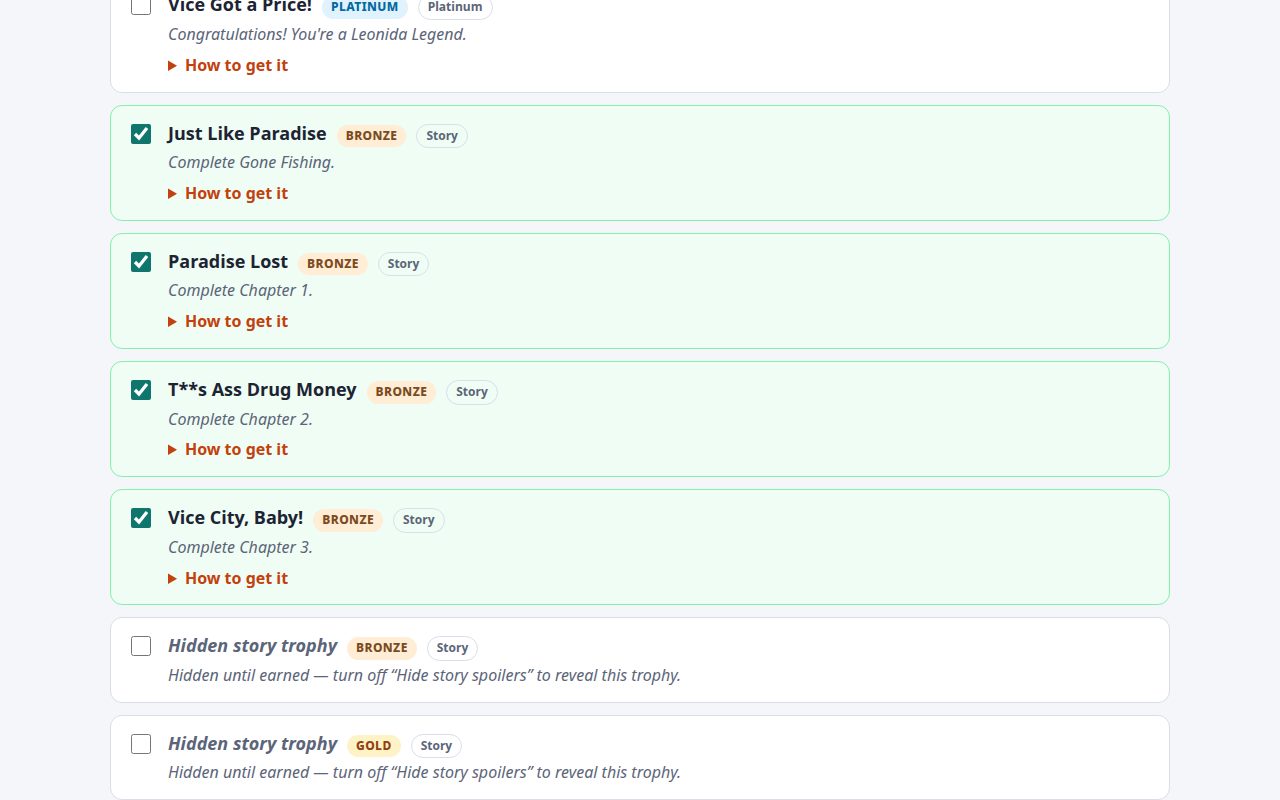 Vice Got a Price! PLATINUM Platinum
Congratulations! You're a Leonida Legend.
How to get it
Just Like Paradise BRONZE Story
Complete Gone Fishing.
How to get it
Paradise Lost BRONZE Story
Complete Chapter 1.
How to get it
T**s Ass Drug Money BRONZE Story
Complete Chapter 2.
How to get it
Vice City, Baby! BRONZE Story
Complete Chapter 3.
How to get it
Hidden story trophy BRONZE Story
Hidden until earned — turn off “Hide story spoilers” to reveal this trophy.
Hidden story trophy GOLD Story
Hidden until earned — turn off “Hide story spoilers” to reveal this trophy.